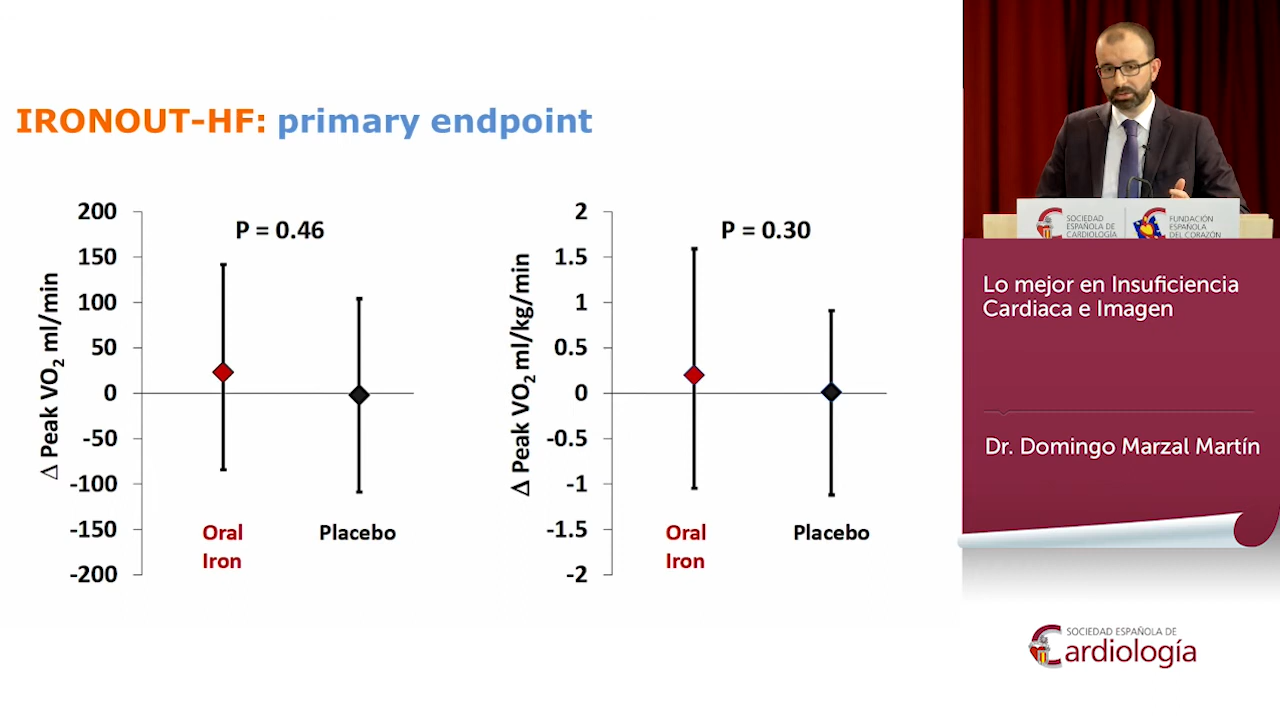 IRONOUT-HF: primary endpoint
Δ Peak VO2 ml/min
200
150
100
50
0
-50
-100
-150
-200
P = 0.46
Oral
Iron
Placebo
Δ Peak VO2 ml/kg/min
2
1.5
1
0.5
0
-0.5
-1
-1.5
-2
P = 0.30
Oral
Iron
Placebo
SOCIEDAD
ESPAÑOLA DE
CARDIOLOGÍA
FUNDACIÓN
ESPAÑOLA
DEL CORAZÓN
Lo mejor en Insuficiencia
Cardiaca e Imagen
Dr. Domingo Marzal Martín
SOCIEDAD ESPAÑOLA DE
Cardiología